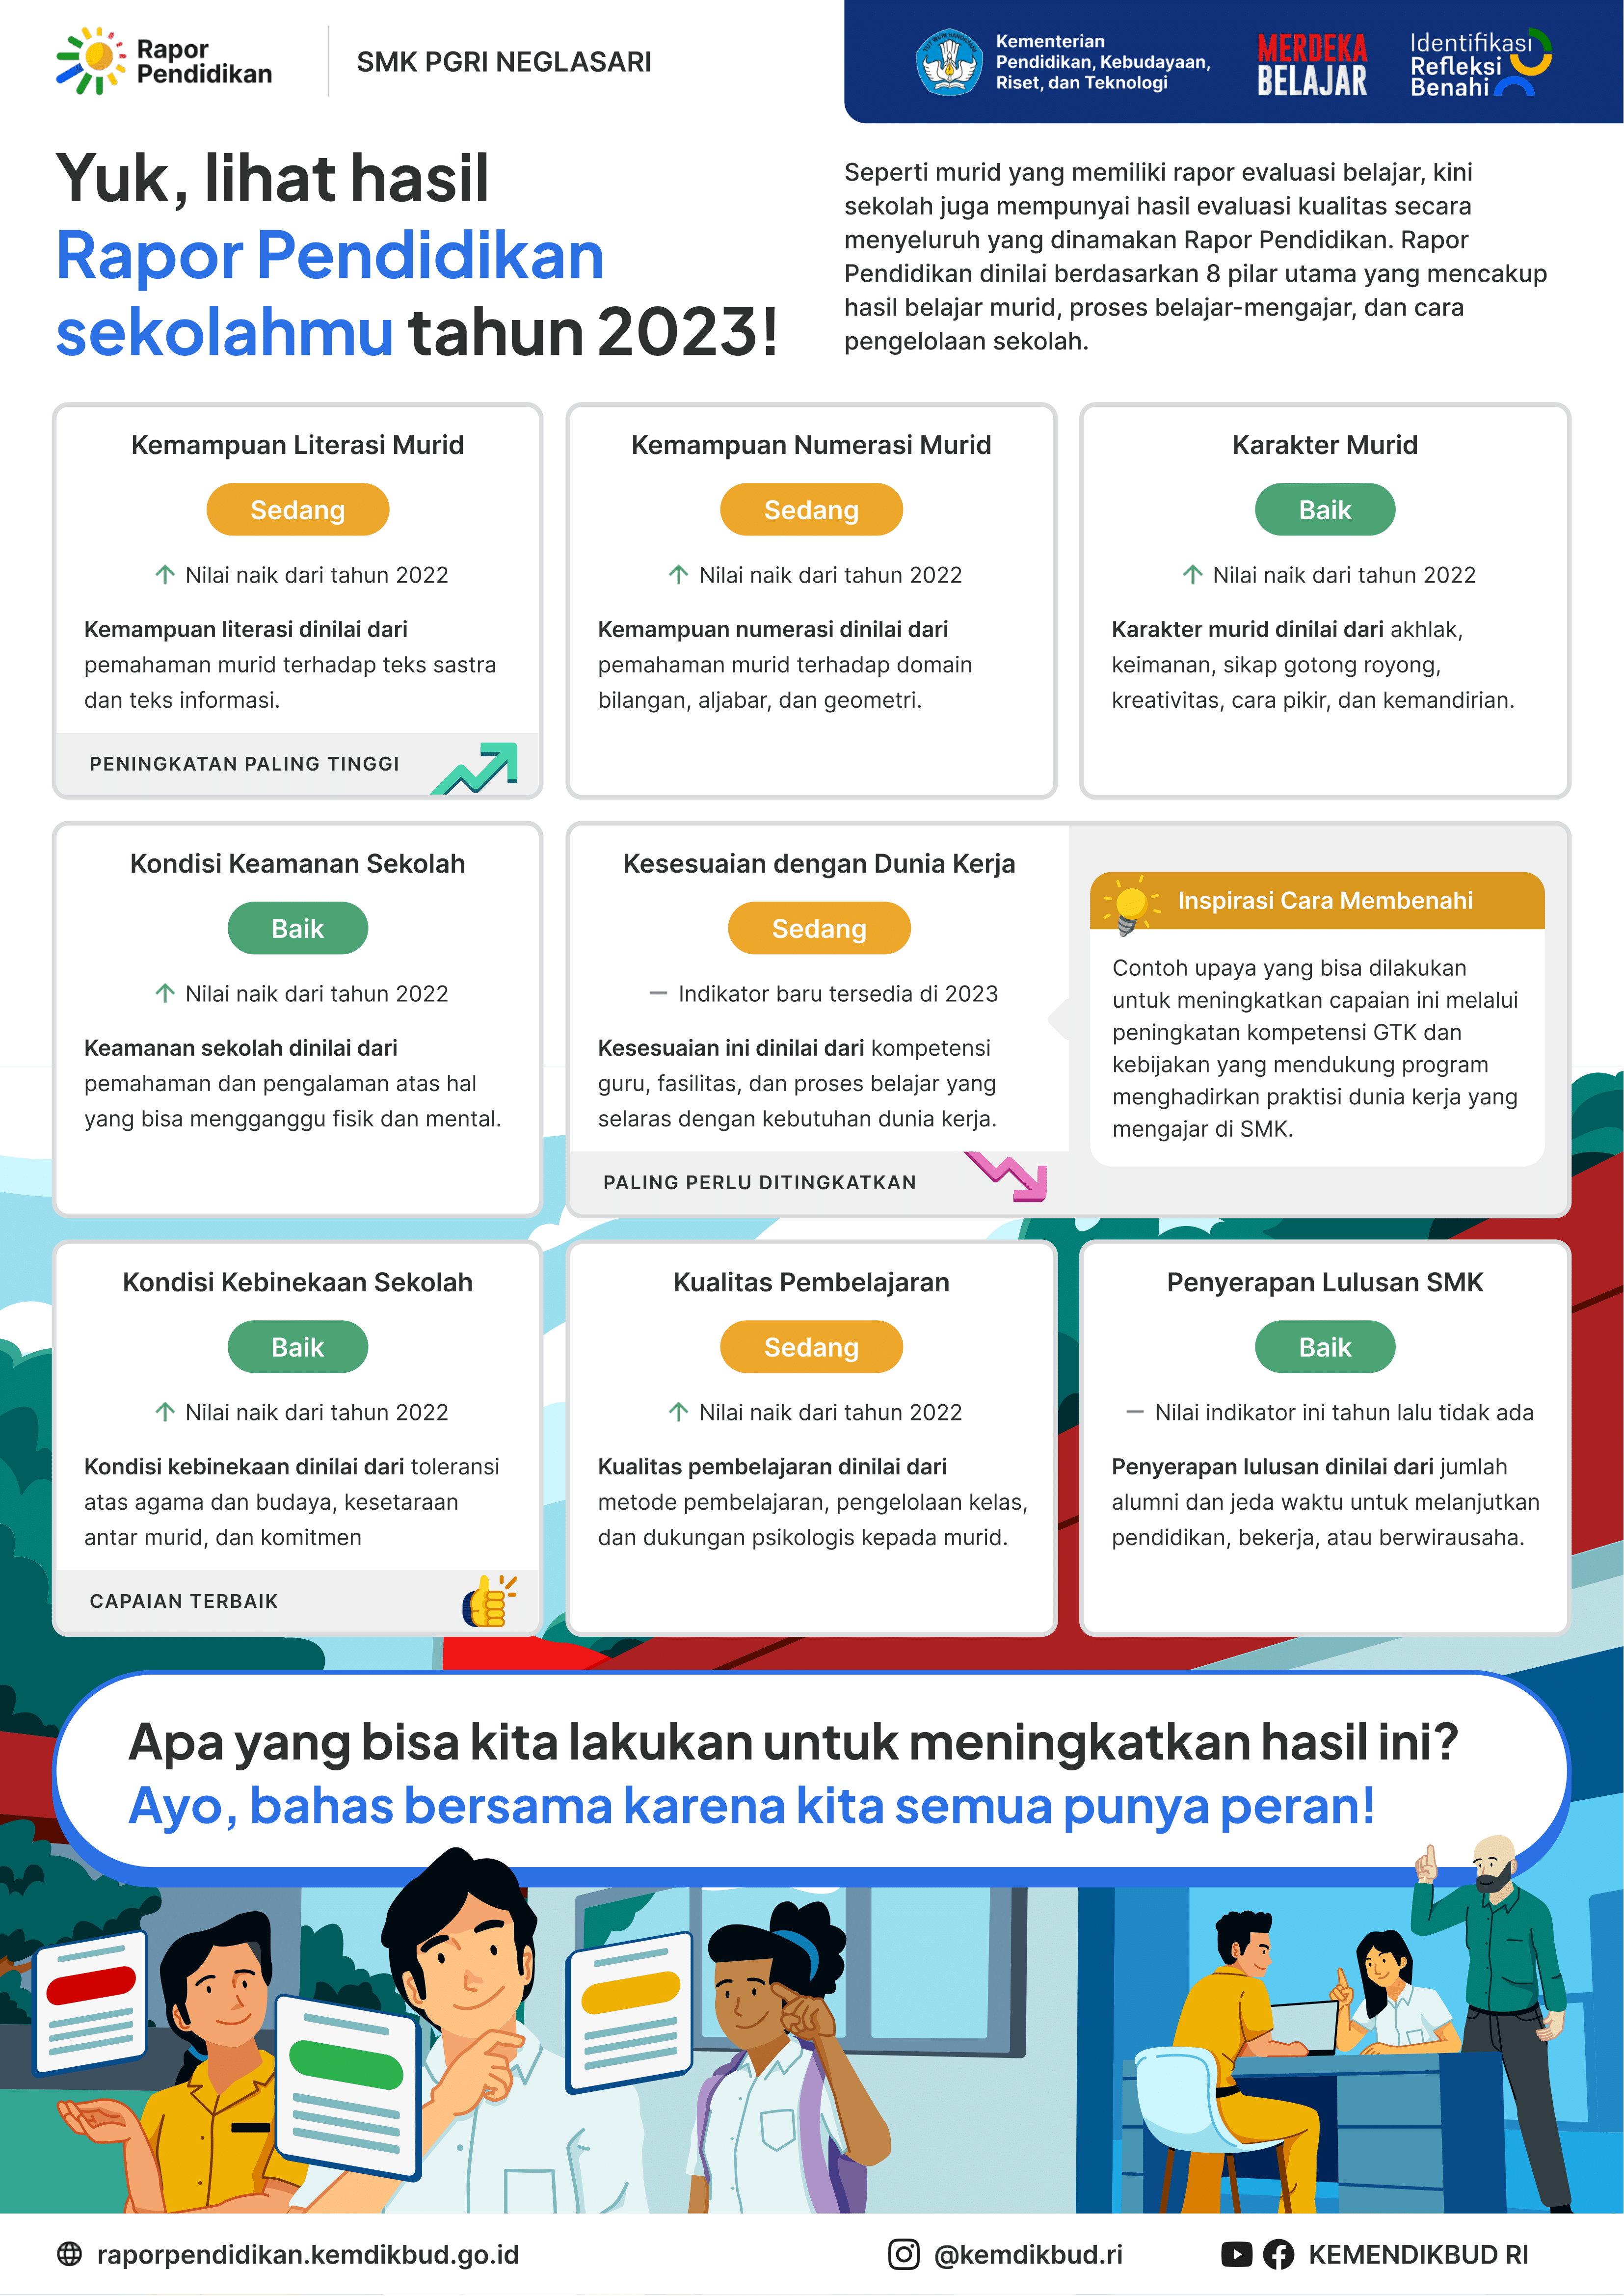 Rapor
Pendidikan
SMK PGRI NEGLASARI
TUT WURI HANDAYANI
Kementerian
Pendidikan, Kebudayaan,
Riset, dan Teknologi
MERDEKA
BELAJAR
Identifikasi
Refleksi
Benahi
Yuk, lihat hasil
Rapor Pendidikan
sekolahmu tahun 2023!
Seperti murid yang memiliki rapor evaluasi belajar, kini
sekolah juga mempunyai hasil evaluasi kualitas secara
menyeluruh yang dinamakan Rapor Pendidikan. Rapor
Pendidikan dinilai berdasarkan 8 pilar utama yang mencakup
hasil belajar murid, proses belajar-mengajar, dan cara
pengelolaan sekolah.
Kemampuan Literasi Murid
Sedang
Nilai naik dari tahun 2022
Kemampuan literasi dinilai dari
pemahaman murid terhadap teks sastra
dan teks informasi.
PENINGKATAN PALING TINGGI
Kemampuan Numerasi Murid
Sedang
Nilai naik dari tahun 2022
Kemampuan numerasi dinilai dari
pemahaman murid terhadap domain
bilangan, aljabar, dan geometri.
Karakter Murid
Baik
Nilai naik dari tahun 2022
Karakter murid dinilai dari akhlak,
keimanan, sikap gotong royong,
kreativitas, cara pikir, dan kemandirian.
Kondisi Keamanan Sekolah
Baik
Nilai naik dari tahun 2022
Keamanan sekolah dinilai dari
pemahaman dan pengalaman atas hal
yang bisa mengganggu fisik dan mental.
Kesesuaian dengan Dunia Kerja
Sedang
Indikator baru tersedia di 2023
Kesesuaian ini dinilai dari kompetensi
guru, fasilitas, dan proses belajar yang
selaras dengan kebutuhan dunia kerja.
PALING PERLU DITINGKATKAN
Inspirasi Cara Membenahi
Contoh upaya yang bisa dilakukan
untuk meningkatkan capaian ini melalui
peningkatan kompetensi GTK dan
kebijakan yang mendukung program
menghadirkan praktisi dunia kerja yang
mengajar di SMK.
Kondisi Kebinekaan Sekolah
Baik
Nilai naik dari tahun 2022
Kondisi kebinekaan dinilai dari toleransi
atas agama dan budaya, kesetaraan
antar murid, dan komitmen
CAPAIAN TERBAIK
Kualitas Pembelajaran
Sedang
Nilai naik dari tahun 2022
Kualitas pembelajaran dinilai dari
metode pembelajaran, pengelolaan kelas,
dan dukungan psikologis kepada murid.
Penyerapan Lulusan SMK
Baik
Nilai indikator ini tahun lalu tidak ada
Penyerapan lulusan dinilai dari jumlah
alumni dan jeda waktu untuk melanjutkan
pendidikan, bekerja, atau berwirausaha.
Apa yang bisa kita lakukan untuk meningkatkan hasil ini?
Ayo, bahas bersama karena kita semua punya peran!
raporpendidikan.kemdikbud.go.id
@kemdikbud.ri
KEMENDIKBUD RI